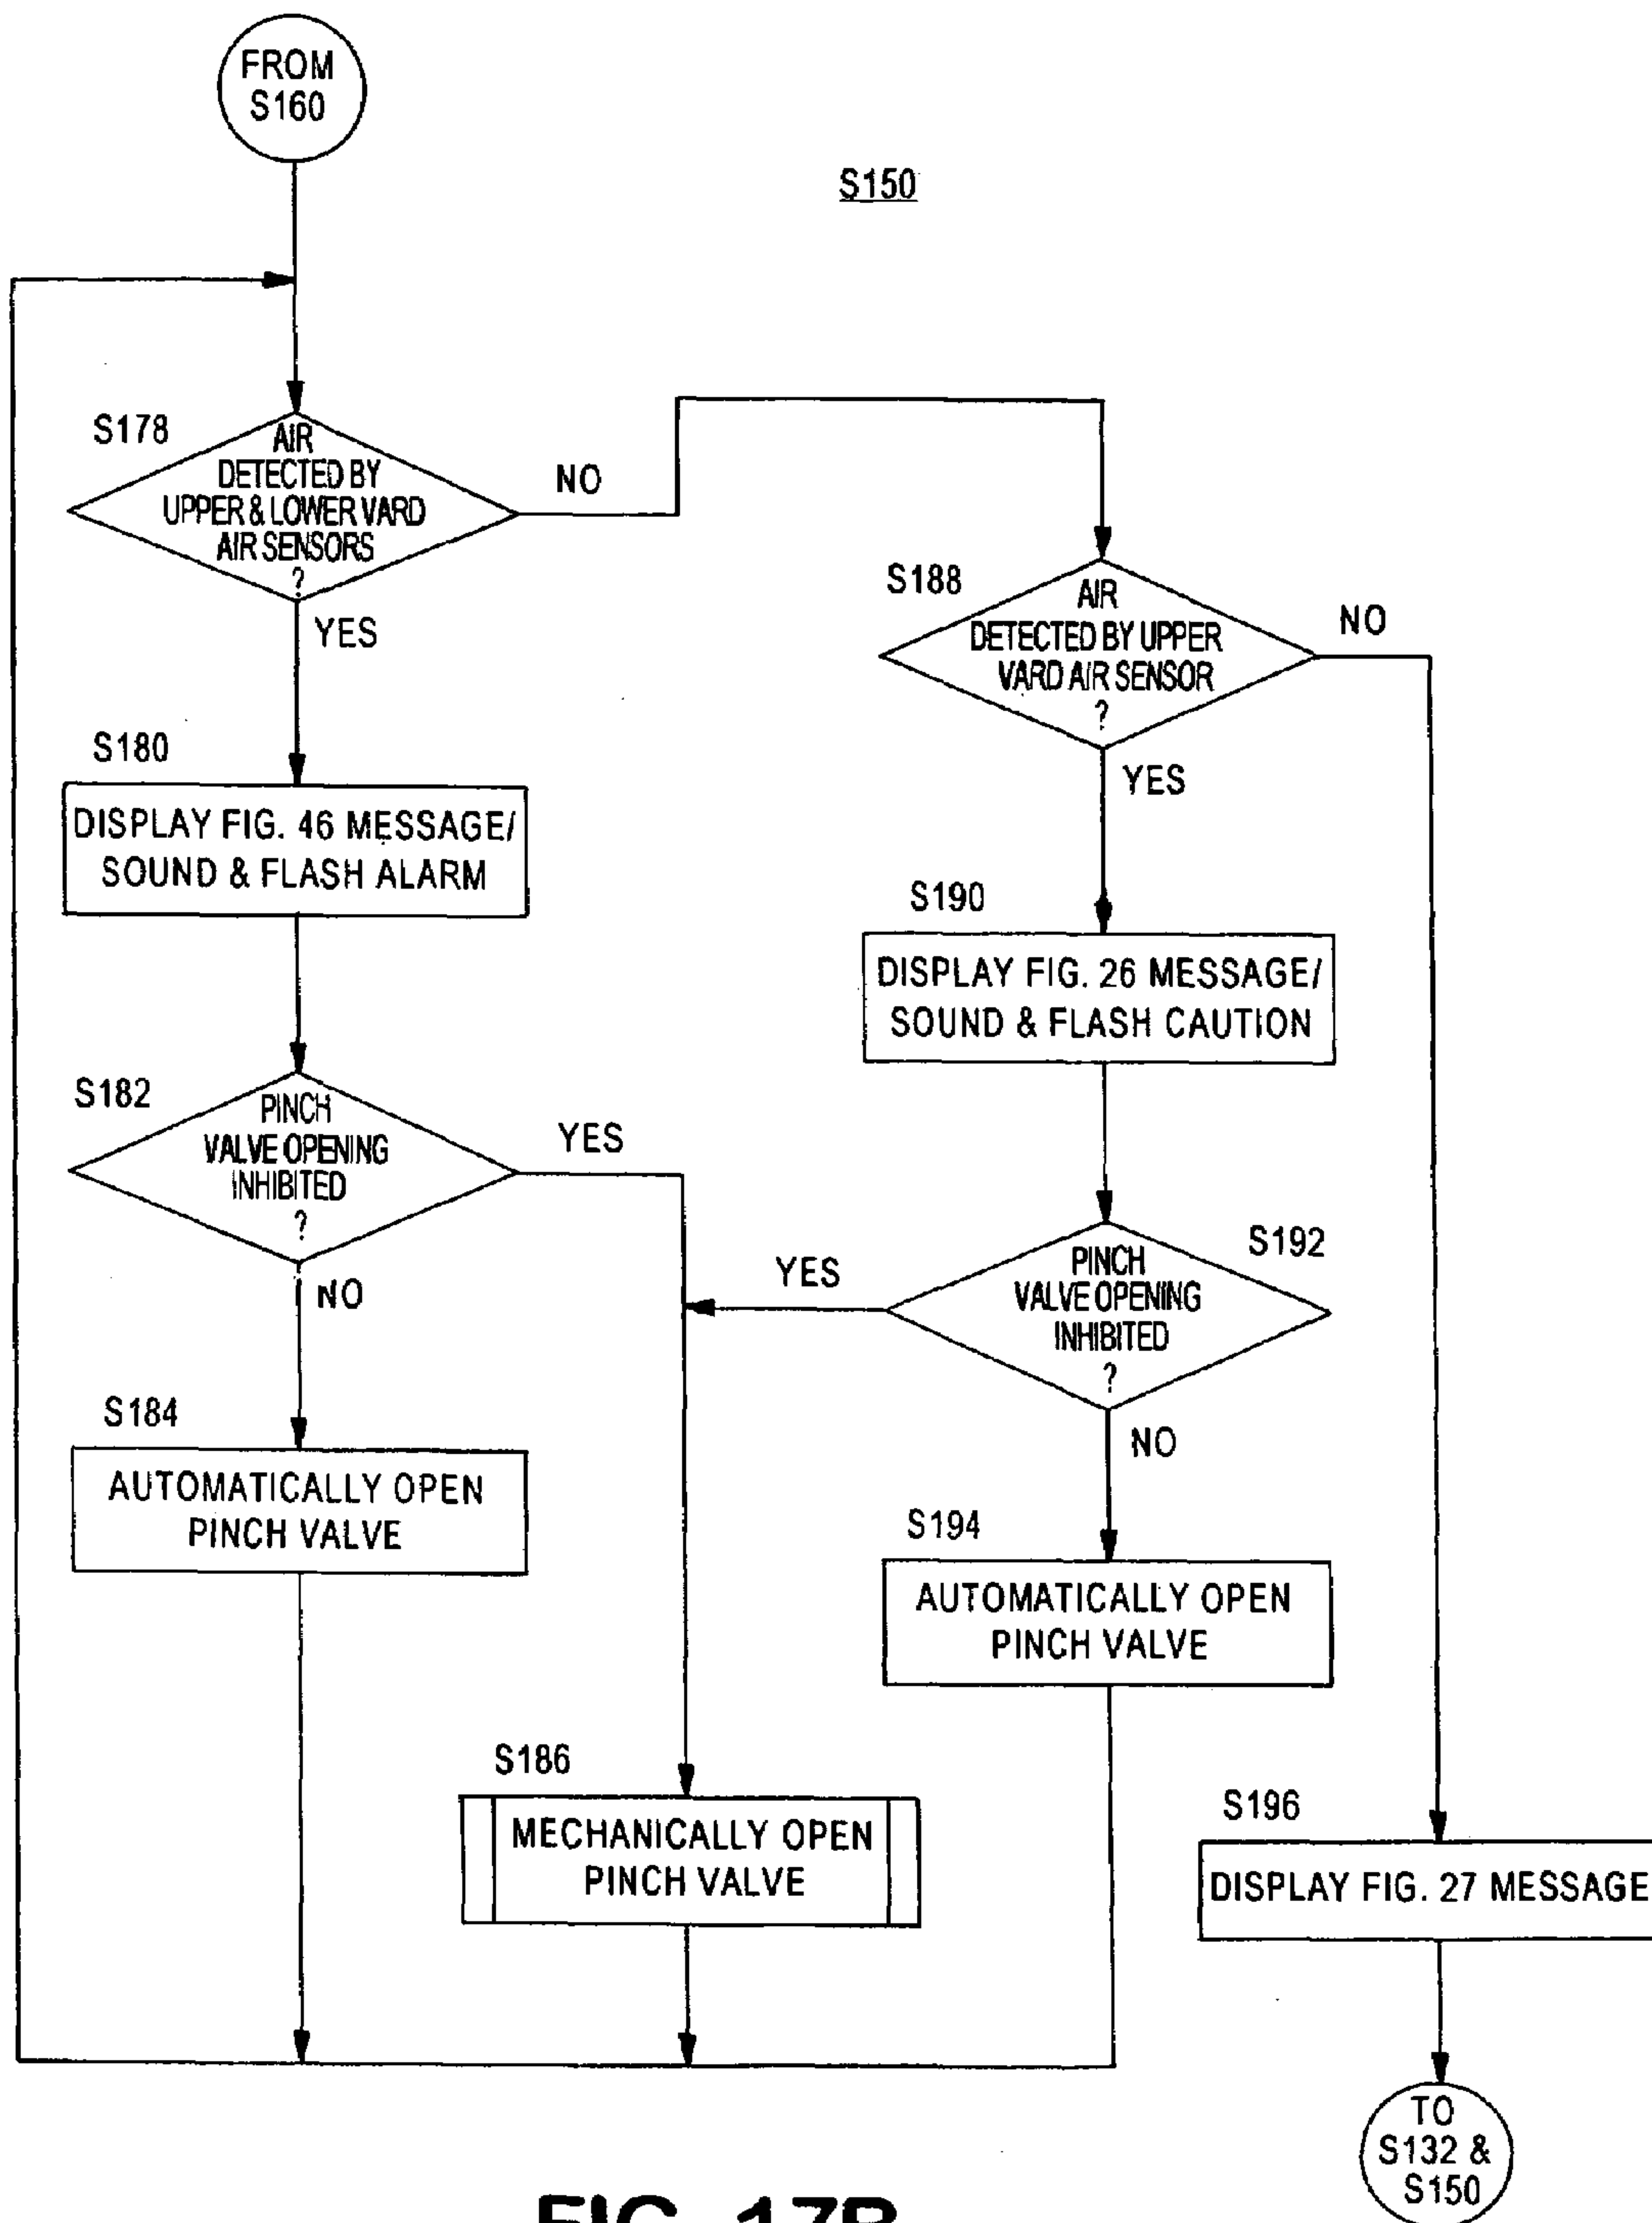 FROM
S160
S150
S178
AIR
DETECTED BY
UPPER & LOWER VARD
AIR SENSORS
?
NO
YES
S188
AIR
DETECTED BY UPPER
VARD AIR SENSOR
?
NO
YES
S180
DISPLAY FIG. 46 MESSAGE/
SOUND & FLASH ALARM
S190
DISPLAY FIG. 26 MESSAGE/
SOUND & FLASH CAUTION
S182
PINCH
VALVE OPENING
INHIBITED
?
YES
NO
S192
PINCH
VALVE OPENING
INHIBITED
?
YES
NO
S184
AUTOMATICALLY OPEN
PINCH VALVE
S194
AUTOMATICALLY OPEN
PINCH VALVE
S186
MECHANICALLY OPEN
PINCH VALVE
S196
DISPLAY FIG. 27 MESSAGE
TO
S132 &
S150
FIG. 17B